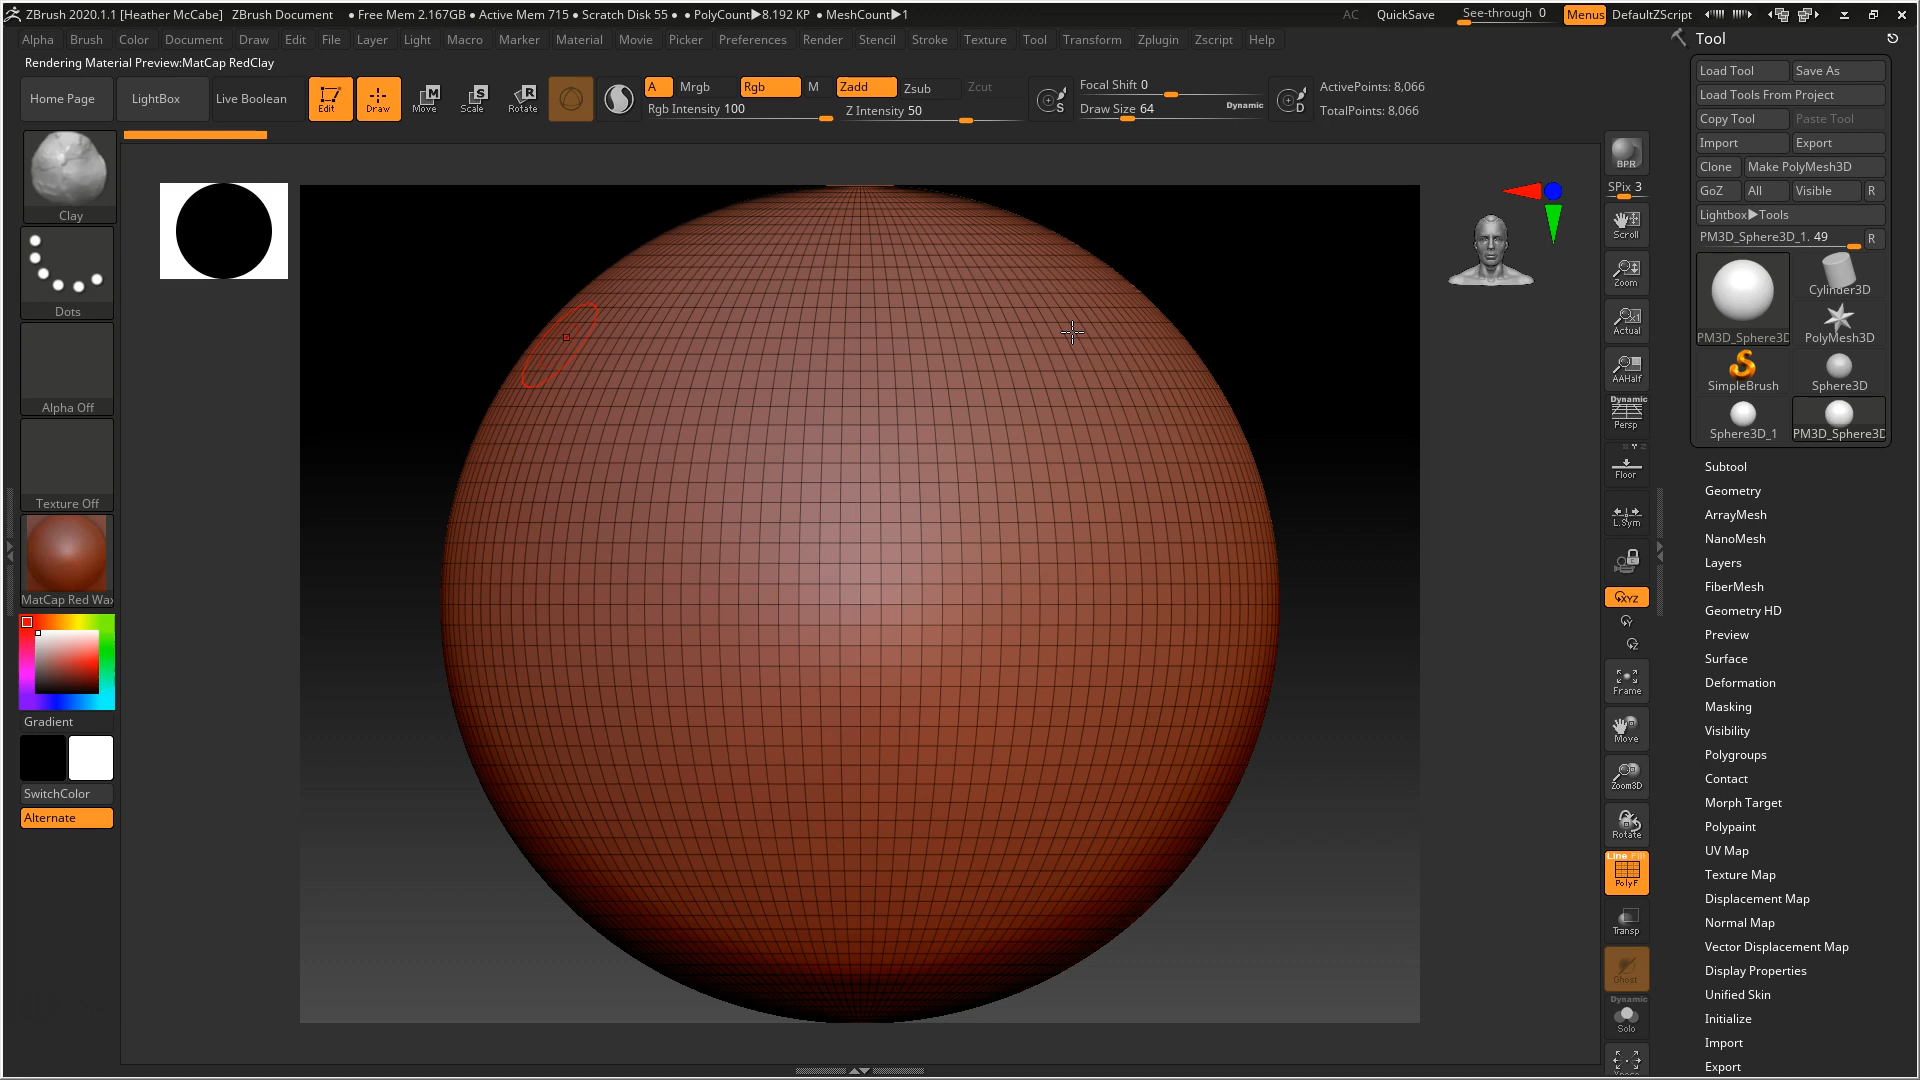 ZBrush 2020.1.1 [Heather McCabe] ZBrush Document • Free Mem 2.167GB • Active Mem 715 • Scratch Disk 55 • • PolyCount▶8.192 KP • MeshCount▶1 AC QuickSave See-through 0 Menus DefaultZScript
Alpha Brush Color Document Draw Edit File Layer Light Macro Marker Material Movie Picker Preferences Render Stencil Stroke Texture Tool Transform Zplugin Zscript Help
Rendering Material Preview:MatCap RedClay
Home Page LightBox Live Boolean Edit Draw Move Scale Rotate
M S R
A Mrgb Rgb M Zadd Zsub Zcut
Rgb Intensity 100 Z Intensity 50
S Focal Shift 0
Draw Size 64 Dynamic D
ActivePoints: 8,066
TotalPoints: 8,066
Clay
Dots
Alpha Off
Texture Off
MatCap Red Wax
Gradient
SwitchColor
Alternate
BPR
SPix 3
Scroll
Zoom
Actual
AAHalf
Dynamic
Persp
Floor
L.Sym
XYZ
Y
Z
Frame
Move
Zoom3D
Rotate
Line Fill
PolyF
Transp
Ghost
Dynamic
Solo
Tool
Load Tool Save As
Load Tools From Project
Copy Tool Paste Tool
Import Export
Clone Make PolyMesh3D
GoZ All Visible R
Lightbox▶Tools
PM3D_Sphere3D_1. 49 R
PM3D_Sphere3D Cylinder3D
PolyMesh3D
SimpleBrush Sphere3D
Sphere3D_1 PM3D_Sphere3D
Subtool
Geometry
ArrayMesh
NanoMesh
Layers
FiberMesh
Geometry HD
Preview
Surface
Deformation
Masking
Visibility
Polygroups
Contact
Morph Target
Polypaint
UV Map
Texture Map
Displacement Map
Normal Map
Vector Displacement Map
Display Properties
Unified Skin
Initialize
Import
Export